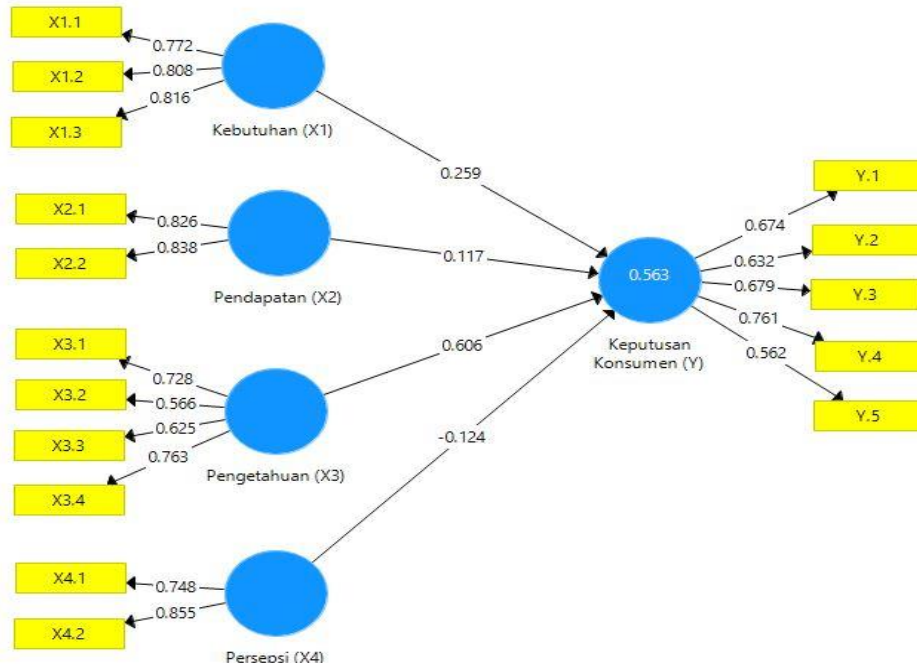 X1.1
0.772
X1.2
0.808
X1.3
0.816
Kebutuhan (X1)
0.259
X2.1
0.826
X2.2
0.838
Pendapatan (X2)
0.117
X3.1
0.728
X3.2
0.566
X3.3
0.625
X3.4
0.763
Pengetahuan (X3)
0.606
X4.1
0.748
X4.2
0.855
Persepsi (X4)
-0.124
0.563
Keputusan
Konsumen (Y)
Y.1
0.674
Y.2
0.632
Y.3
0.679
Y.4
0.761
Y.5
0.562